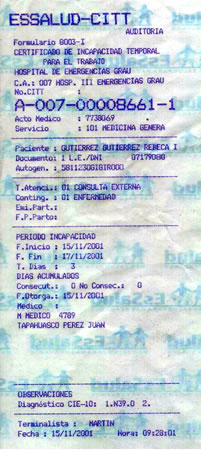 ESSALUD-CITT
AUDITORIA
Formulario 8003-I
CERTIFICADO DE INCAPACIDAD TEMPORAL
PARA EL TRABAJO
HOSPITAL DE EMERGENCIAS GRAU
C.A.: 007 HOSP. III EMERGENCIAS GRAU
No.CITT :
A-007-00008661-1
Acto Medico : 7738069
Servicio : 101 MEDICINA GENERA
Paciente : GUTIERREZ GUTIERREZ REBECA I
Documento: 1 L.E./DNI 07179080
Autogen. : 5811230GIGIR000
T.Atenci: 01 CONSULTA EXTERNA
Conting. : 01 ENFERMEDAD
Emi.Part.:
F.P.Parto:
PERIODO INCAPACIDAD
F.Inicio : 15/11/2001
F. Fin : 17/11/2001
T. Dias : 3
DIAS ACUMULADOS
Consecut.: 0 No Consec.: 0
F.Otorga.: 15/11/2001
Medico :
M MEDICO 4789
TAPAHUASCO PEREZ JUAN
OBSERVACIONES
Diagnóstico CIE-10: 1.N39.0 2.
Terminalista : MARTIN
Fecha : 15/11/2001 Hora: 09:28:01